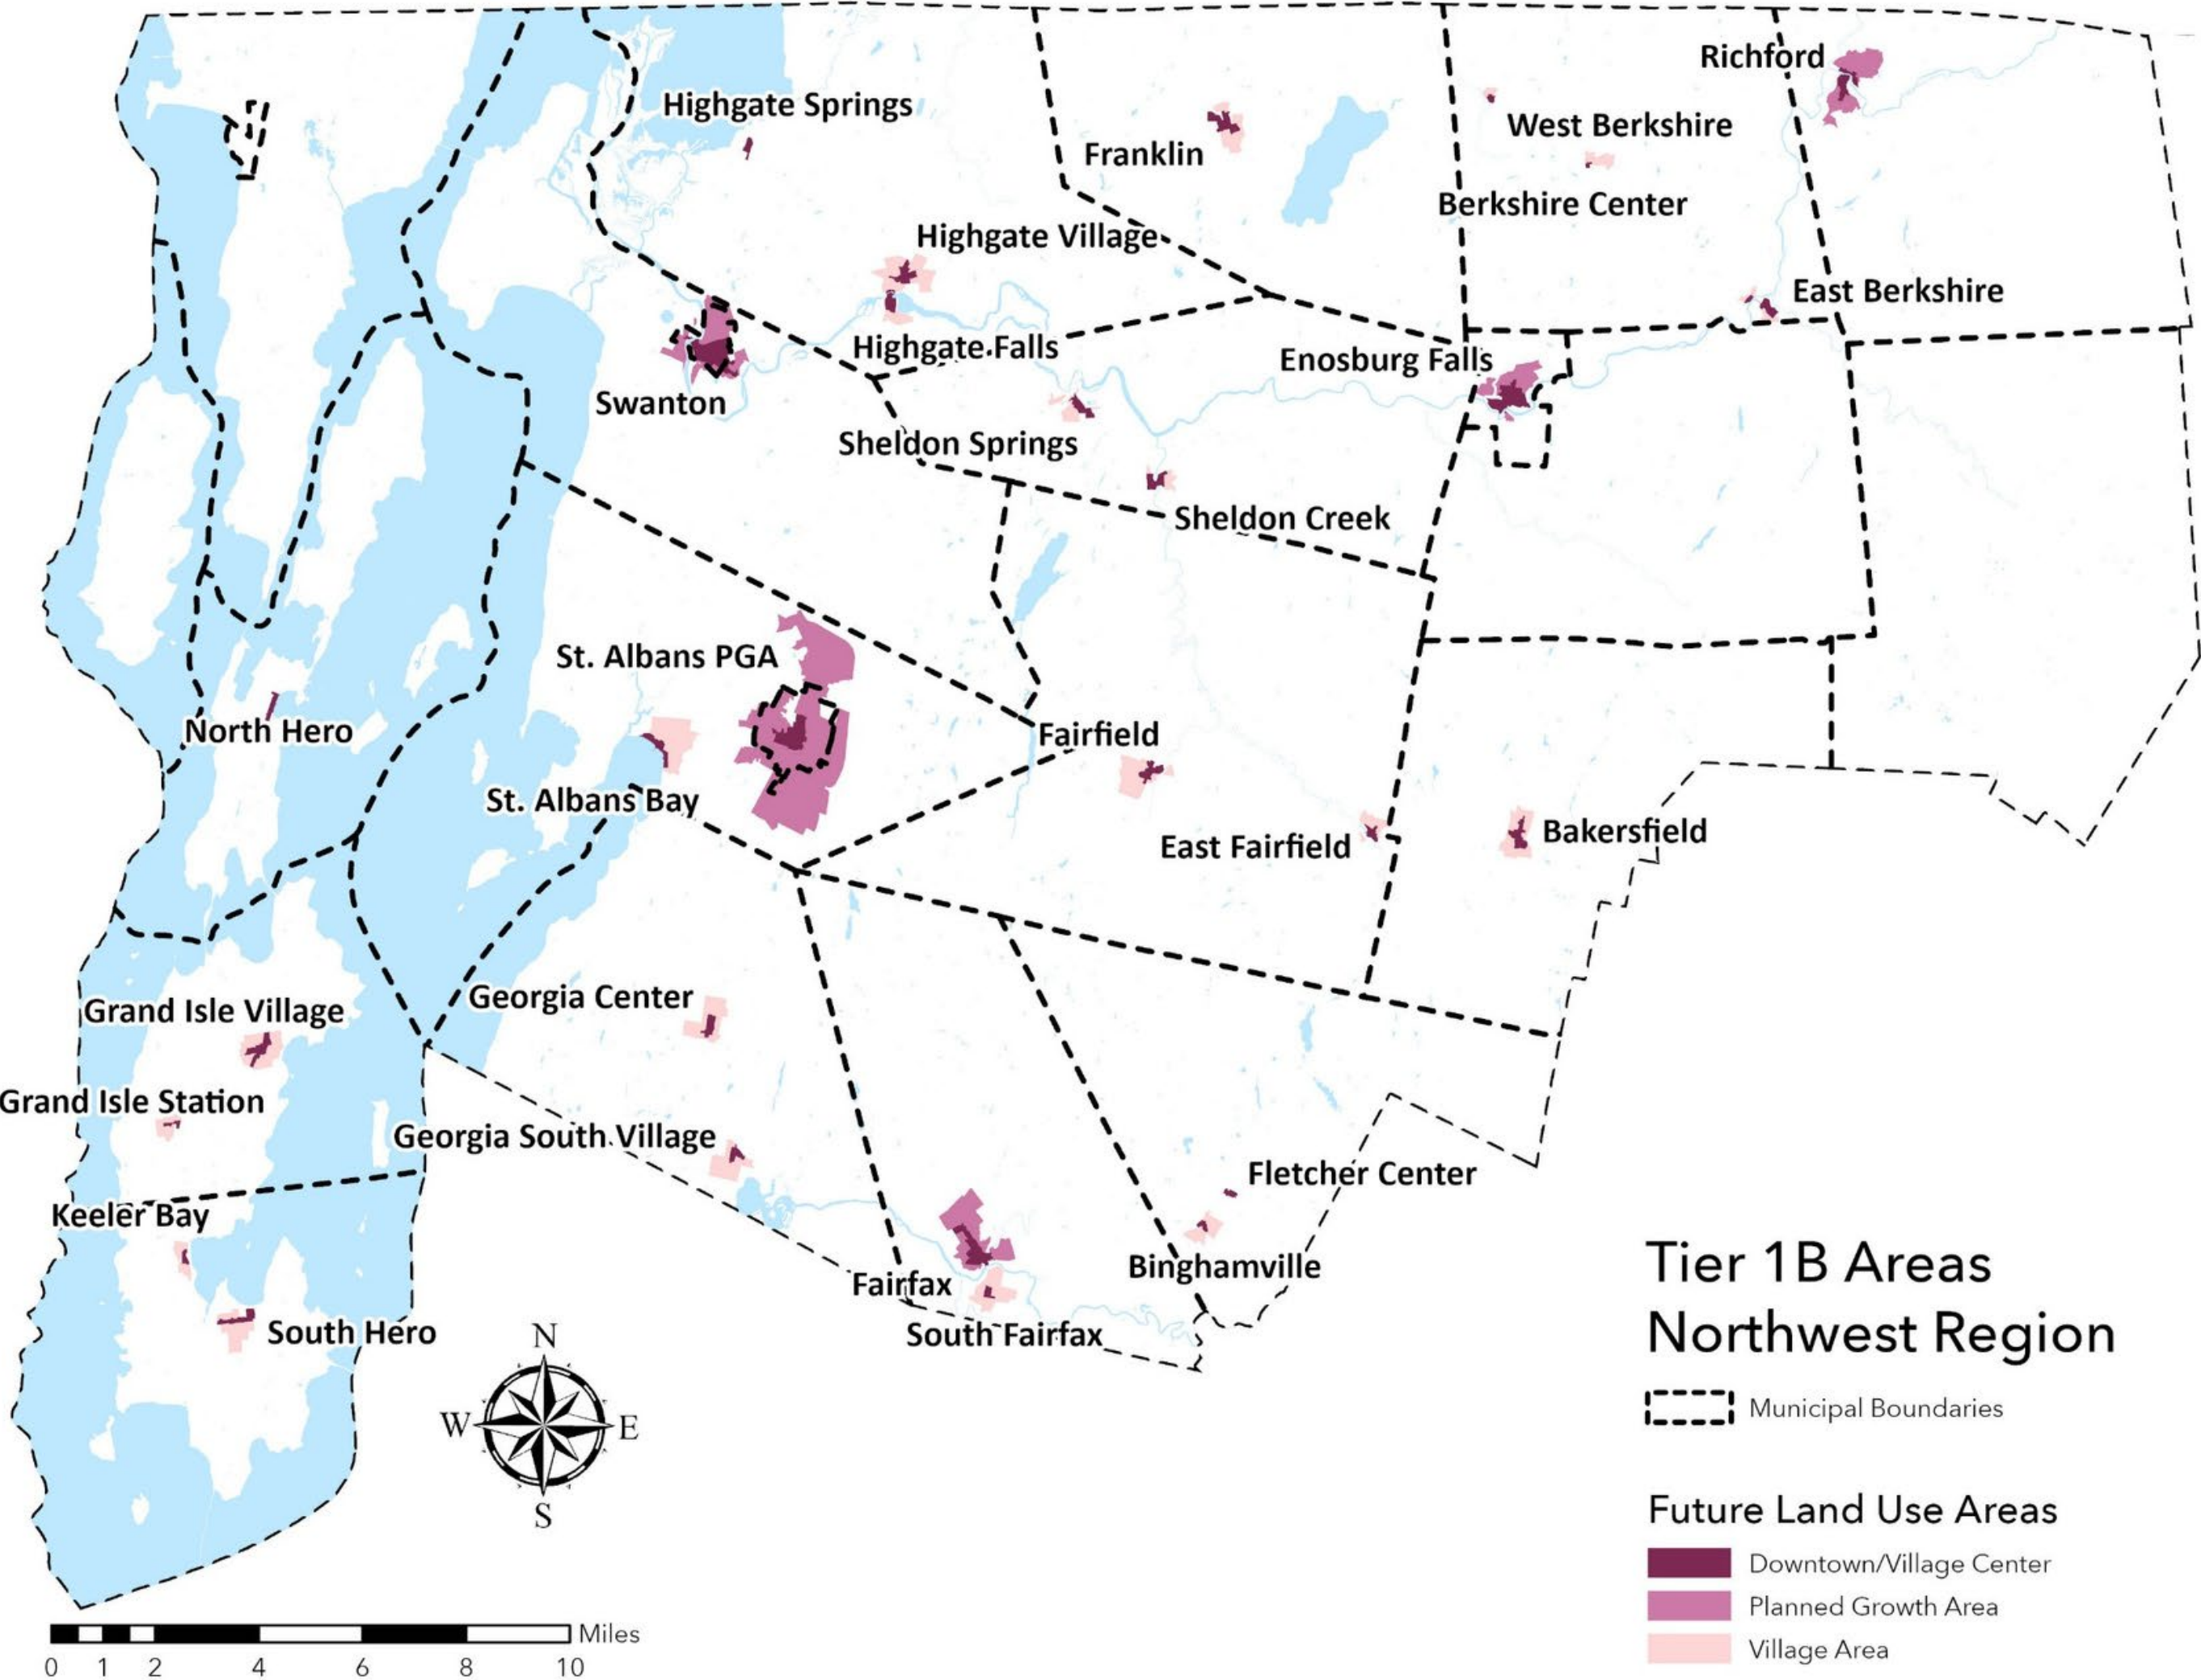 Richford
Highgate Springs
West Berkshire
Franklin
Berkshire Center
Highgate Village
East Berkshire
Highgate Falls
Enosburg Falls
Swanton
Sheldon Springs
Sheldon Creek
St. Albans PGA
North Hero
Fairfield
St. Albans Bay
East Fairfield
Bakersfield
Georgia Center
Grand Isle Village
Grand Isle Station
Georgia South Village
Fletcher Center
Keeler Bay
Binghamville
Fairfax
South Hero
South Fairfax
N
W
E
S
Tier 1B Areas
Northwest Region
Municipal Boundaries
Future Land Use Areas
Downtown/Village Center
Planned Growth Area
Village Area
Miles
0 1 2 4 6 8 10